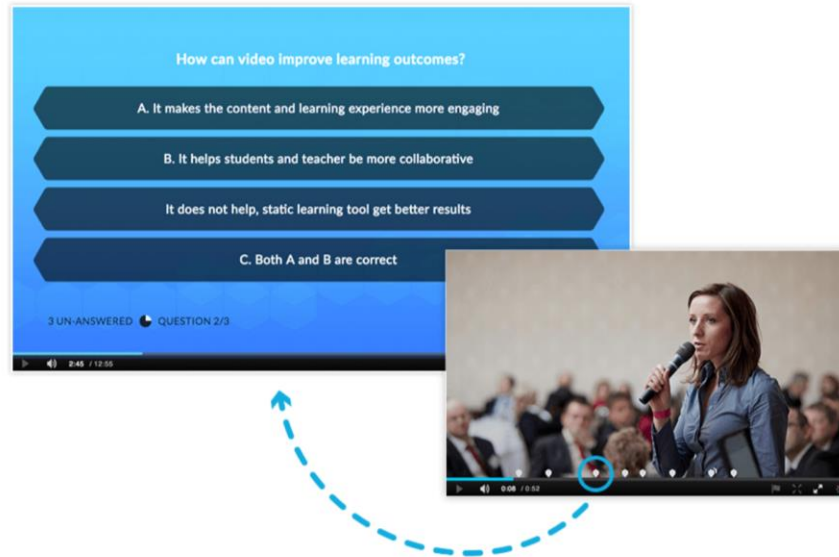 How can video improve learning outcomes?
A. It makes the content and learning experience more engaging
B. It helps students and teacher be more collaborative
It does not help, static learning tool get better results
C. Both A and B are correct
3 UN-ANSWERED QUESTION 2/3
2:45 / 12:55
0:08 / 0:52